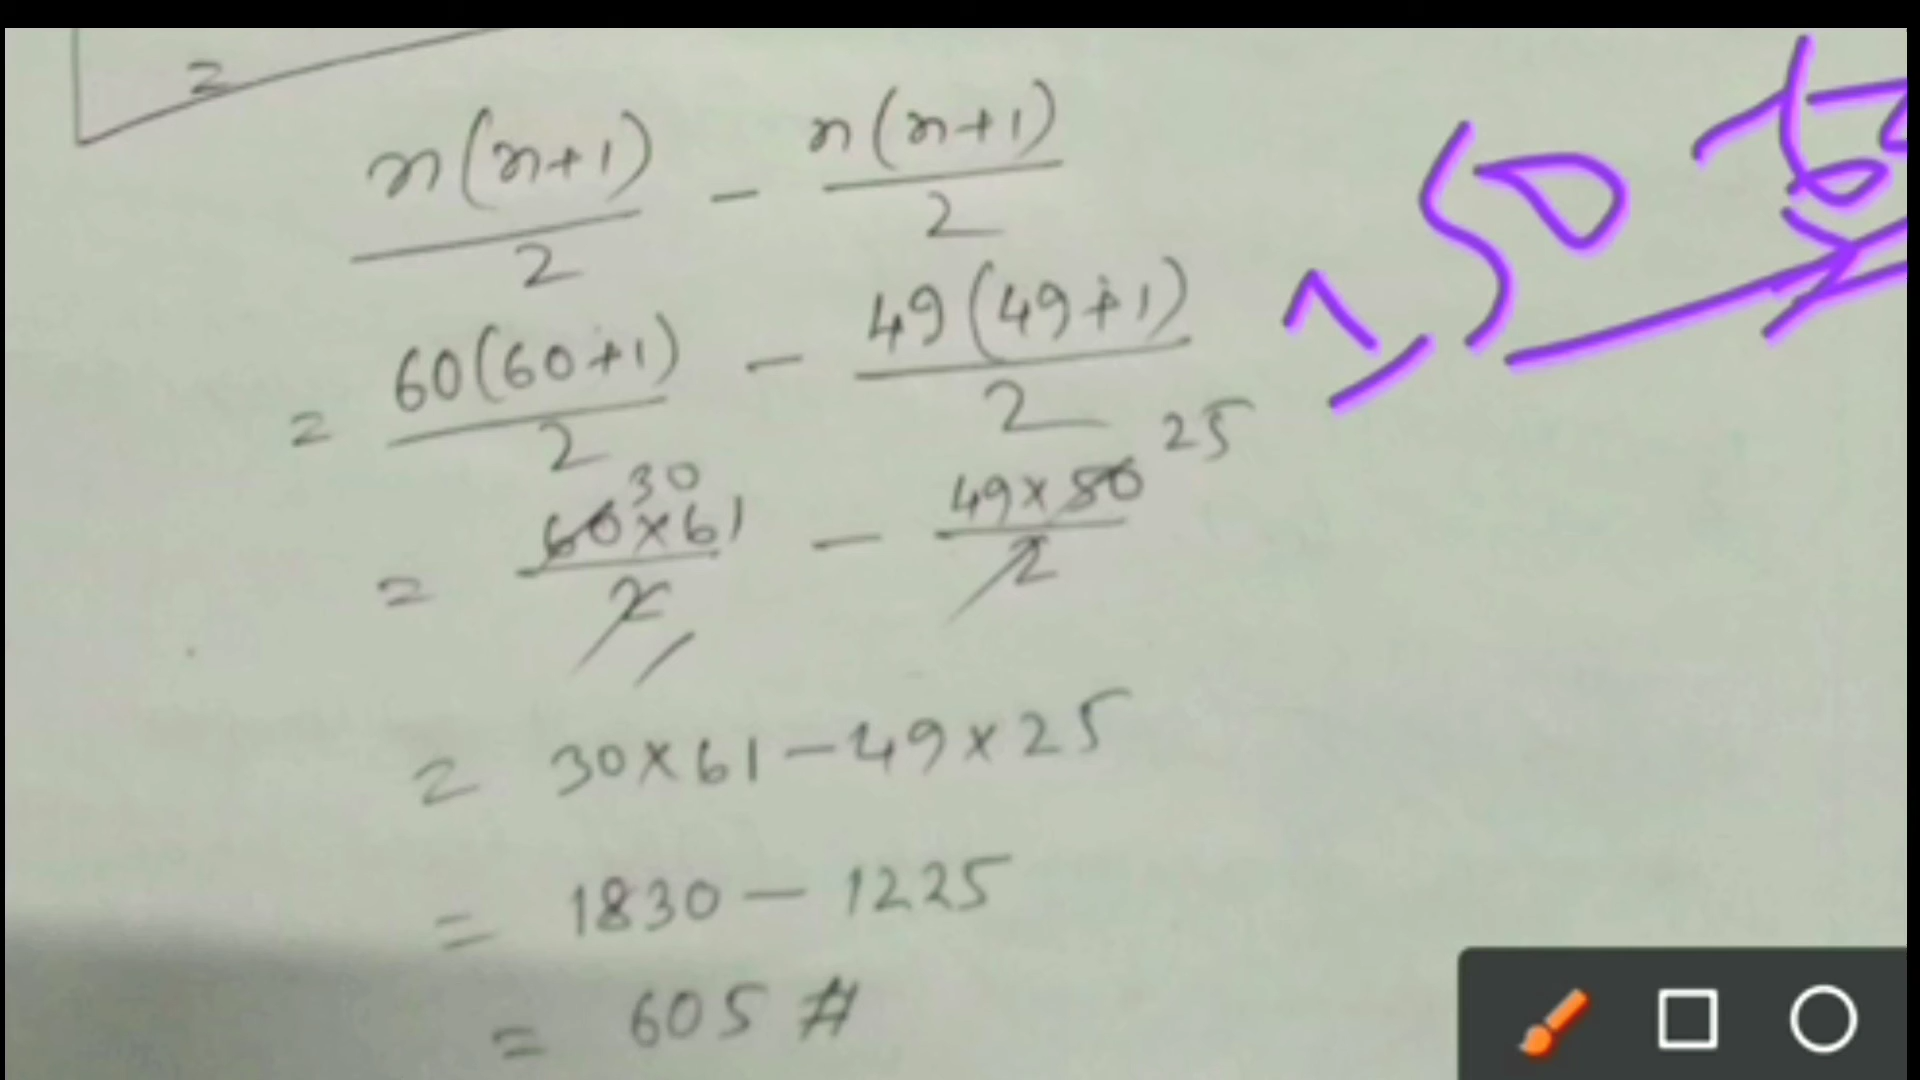 2
n(n+1)/2 - n(n+1)/2
= 60(60+1)/2 - 49(49+1)/2
30 25
= 60×61/2 - 49×50/2
= 30×61-49×25
= 1830-1225
= 605 #
50